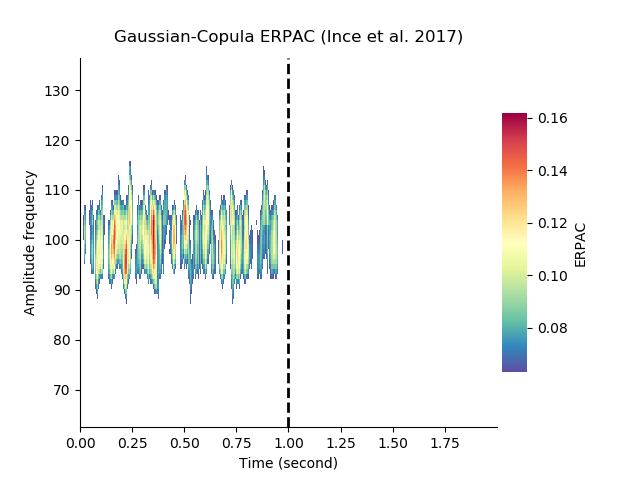 Gaussian-Copula ERPAC (Ince et al. 2017)
130
120
110
100
90
80
70
Amplitude frequency
0.00 0.25 0.50 0.75 1.00 1.25 1.50 1.75
Time (second)
0.16
0.14
0.12
0.10
0.08
ERPAC